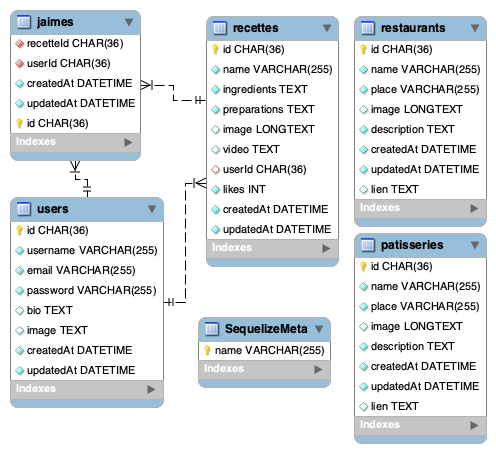 jaimes
recetteId CHAR(36)
userId CHAR(36)
createdAt DATETIME
updatedAt DATETIME
id CHAR(36)
Indexes
recettes
id CHAR(36)
name VARCHAR(255)
ingredients TEXT
preparations TEXT
image LONGTEXT
video TEXT
userId CHAR(36)
likes INT
createdAt DATETIME
updatedAt DATETIME
Indexes
restaurants
id CHAR(36)
name VARCHAR(255)
place VARCHAR(255)
image LONGTEXT
description TEXT
createdAt DATETIME
updatedAt DATETIME
lien TEXT
Indexes
users
id CHAR(36)
username VARCHAR(255)
email VARCHAR(255)
password VARCHAR(255)
bio TEXT
image TEXT
createdAt DATETIME
updatedAt DATETIME
Indexes
SequelizeMeta
name VARCHAR(255)
Indexes
patisseries
id CHAR(36)
name VARCHAR(255)
place VARCHAR(255)
image LONGTEXT
description TEXT
createdAt DATETIME
updatedAt DATETIME
lien TEXT
Indexes